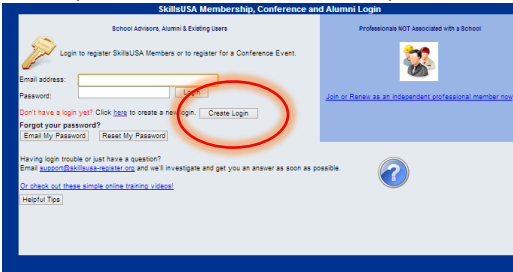 SkillsUSA Membership, Conference and Alumni Login
School Advisors, Alumni & Existing Users
Login to register SkillsUSA Members or to register for a Conference Event.
Email address:
Password:
Login
Don't have a login yet? Click here to create a new login.
Create Login
Forgot your password?
Email My Password
Reset My Password
Having login trouble or just have a question?
Email support@skillsusa-register.org and we'll investigate and get you an answer as soon as possible.
Or check out these simple online training videos!
Helpful Tips
Professionals NOT Associated with a School
Join or Renew as an independent professional member now